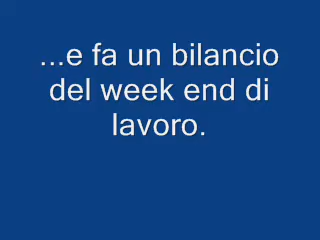 ...e fa un bilancio
del week end di
lavoro.